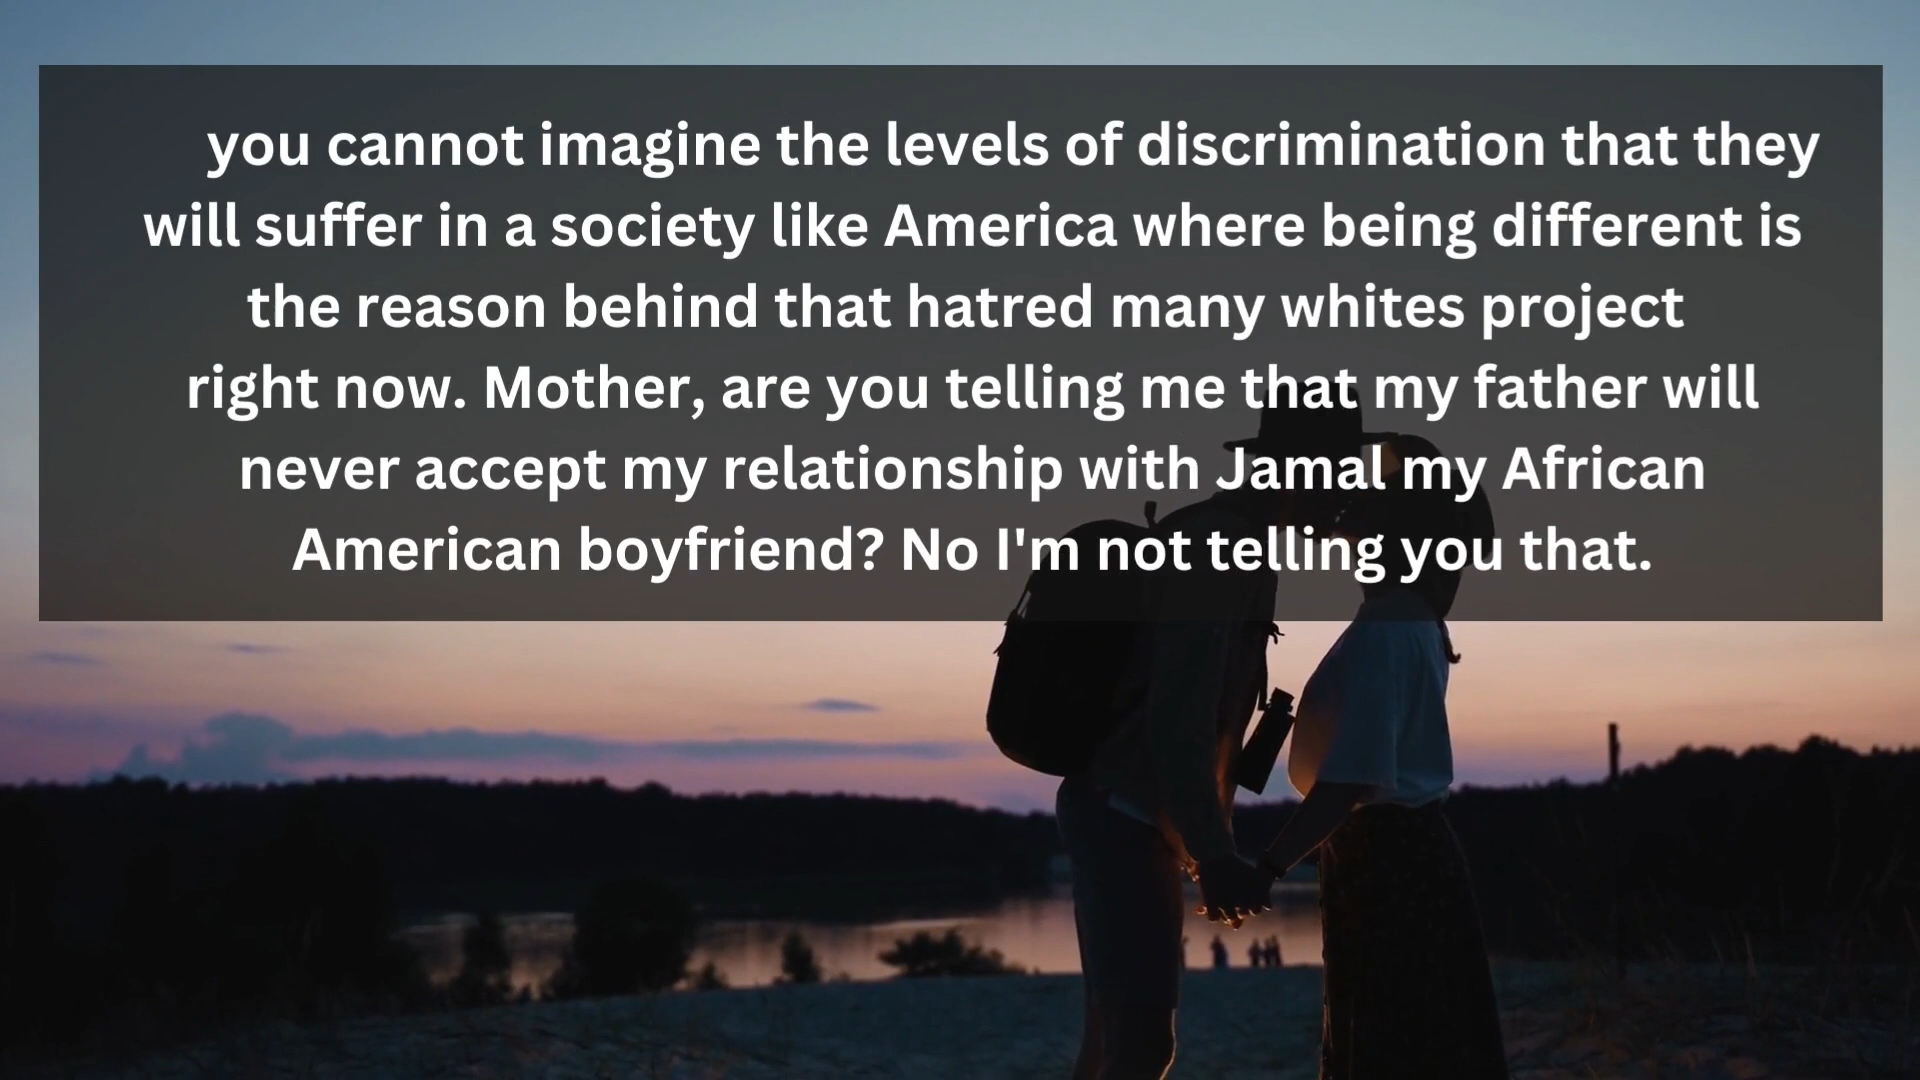 you cannot imagine the levels of discrimination that they
will suffer in a society like America where being different is
the reason behind that hatred many whites project
right now. Mother, are you telling me that my father will
never accept my relationship with Jamal my African
American boyfriend? No I'm not telling you that.